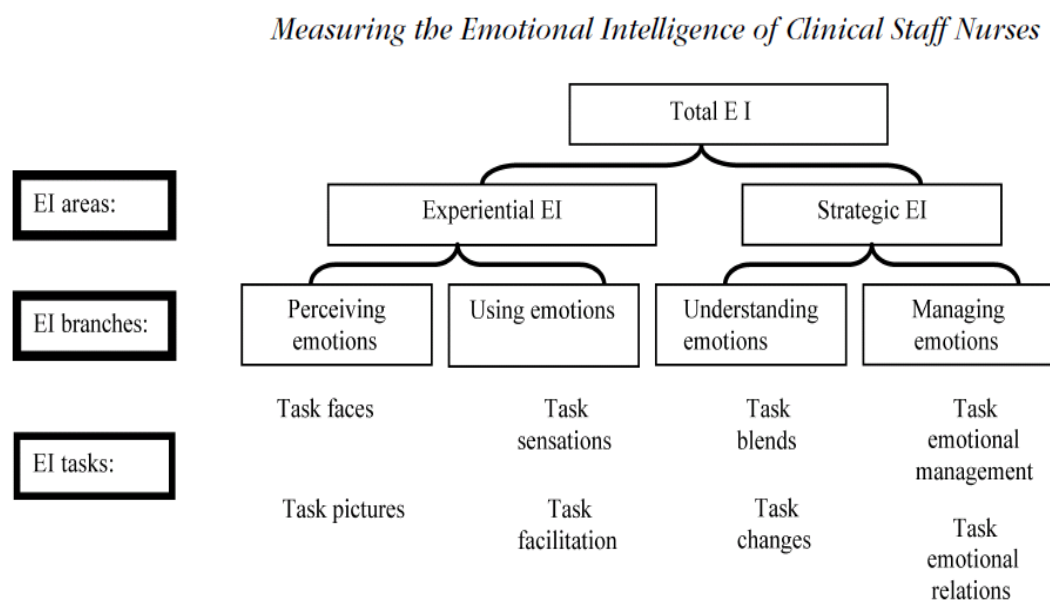 Measuring the Emotional Intelligence of Clinical Staff Nurses
Total E I
EI areas:
Experiential EI
Strategic EI
EI branches:
Perceiving
emotions
Using emotions
Understanding
emotions
Managing
emotions
EI tasks:
Task faces
Task
sensations
Task
blends
Task
emotional
management
Task pictures
Task
facilitation
Task
changes
Task
emotional
relations